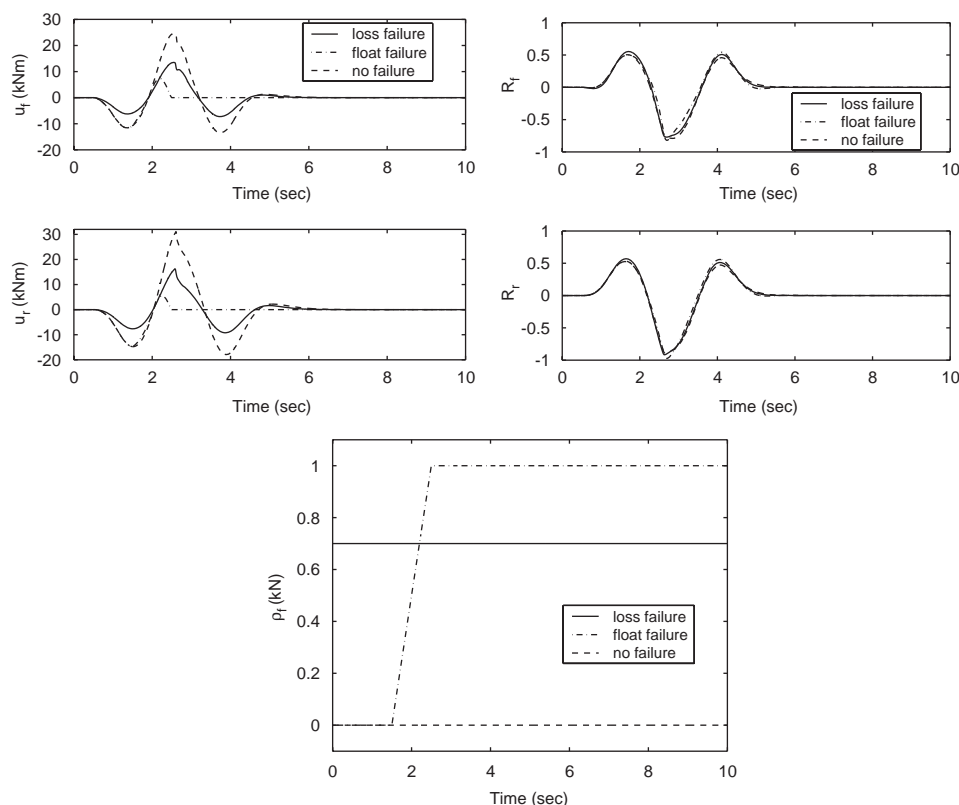 30
20
10
0
-10
-20
u_f (kNm)
loss failure
float failure
no failure
0 2 4 6 8 10
Time (sec)
1
0.5
0
-0.5
-1
R_f
loss failure
float failure
no failure
0 2 4 6 8 10
Time (sec)
30
20
10
0
-10
-20
u_r (kNm)
0 2 4 6 8 10
Time (sec)
1
0.5
0
-0.5
-1
R_r
0 2 4 6 8 10
Time (sec)
1
0.8
0.6
0.4
0.2
0
ρ_f (kN)
loss failure
float failure
no failure
0 2 4 6 8 10
Time (sec)